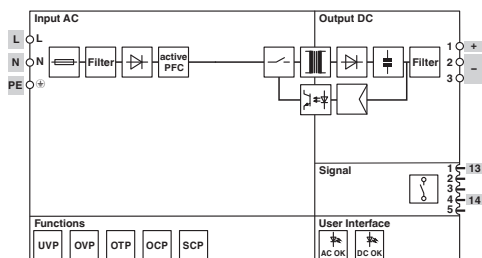 Input AC
Output DC
L
L
N
N
PE
Filter
active
PFC
Filter
1
+
2
–
3
Signal
1
13
2
3
4
14
5
Functions
UVP
OVP
OTP
OCP
SCP
User Interface
AC OK
DC OK